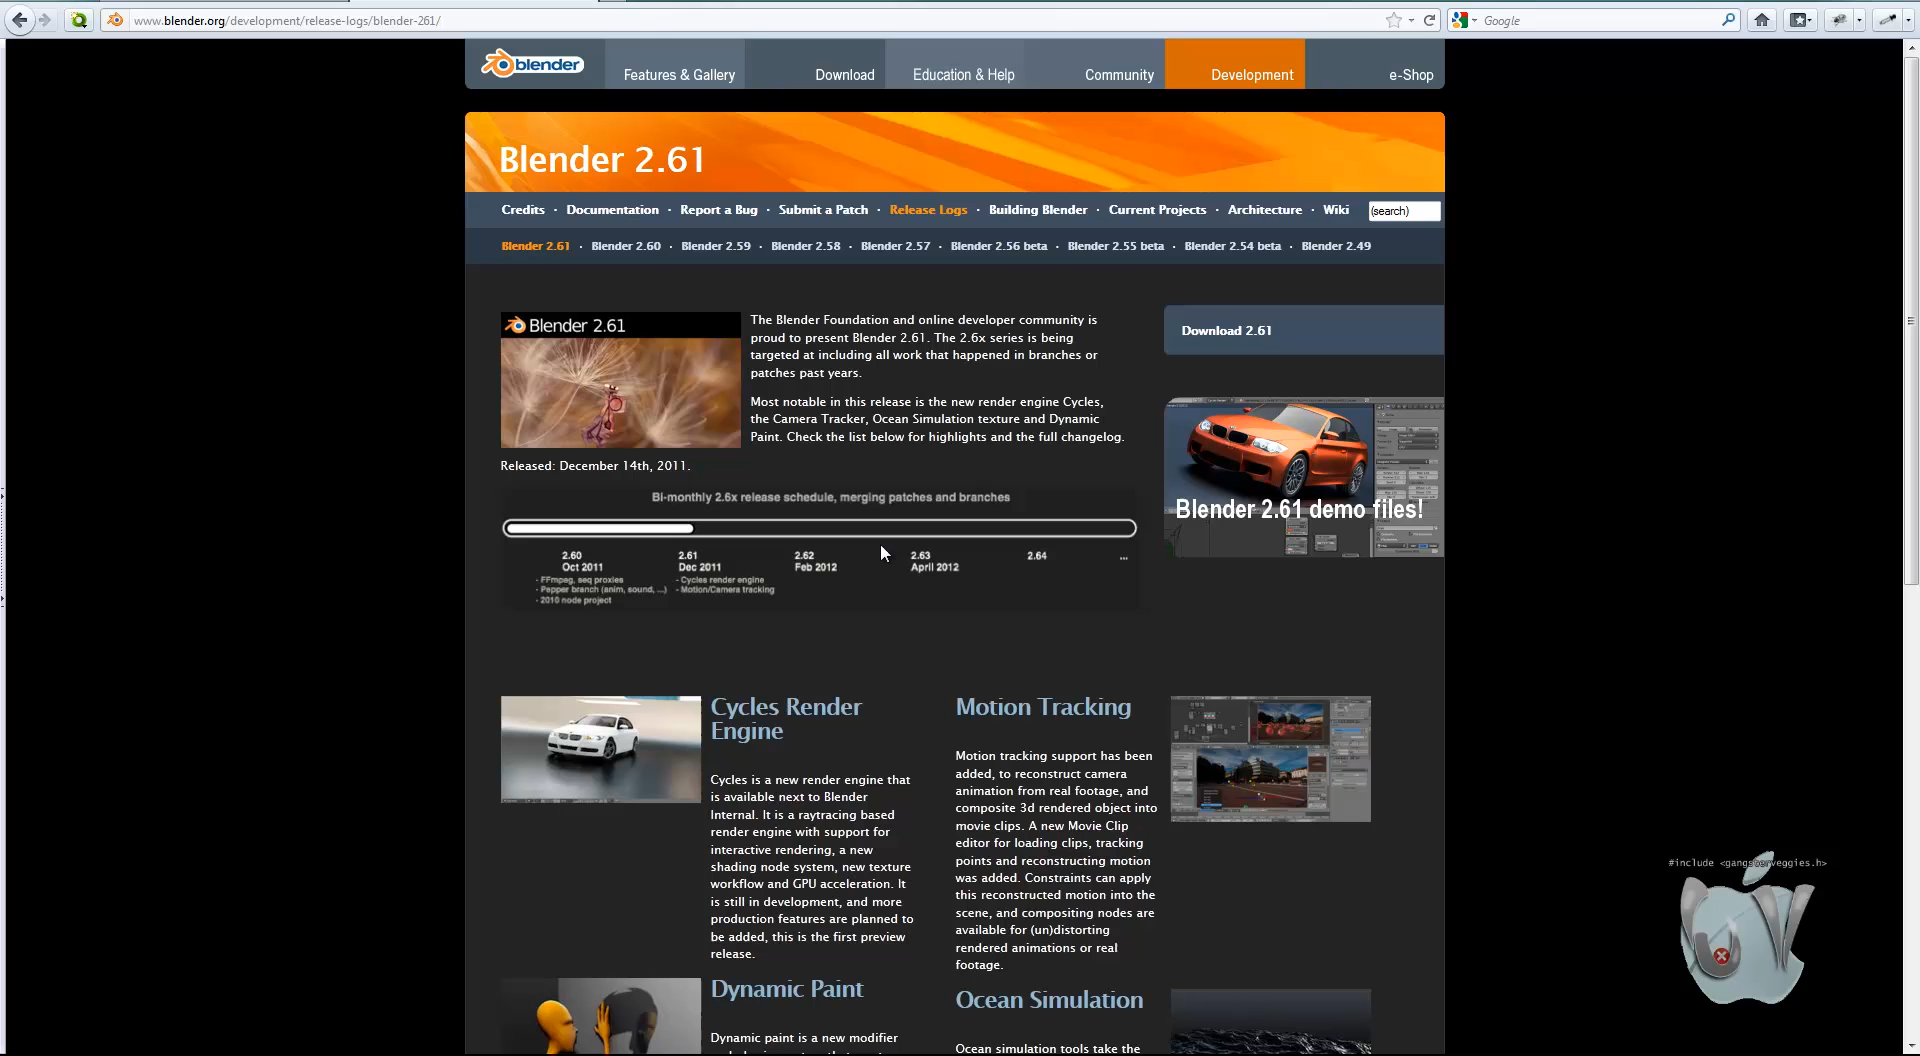 www.blender.org/development/release-logs/blender-261/
Google
blender
Features & Gallery
Download
Education & Help
Community
Development
e-Shop
Blender 2.61
Credits · Documentation · Report a Bug · Submit a Patch · Release Logs · Building Blender · Current Projects · Architecture · Wiki
(search)
Blender 2.61 · Blender 2.60 · Blender 2.59 · Blender 2.58 · Blender 2.57 · Blender 2.56 beta · Blender 2.55 beta · Blender 2.54 beta · Blender 2.49
Blender 2.61
The Blender Foundation and online developer community is
proud to present Blender 2.61. The 2.6x series is being
targeted at including all work that happened in branches or
patches past years.
Most notable in this release is the new render engine Cycles,
the Camera Tracker, Ocean Simulation texture and Dynamic
Paint. Check the list below for highlights and the full changelog.
Released: December 14th, 2011.
Download 2.61
Blender 2.61 demo files!
Bi-monthly 2.6x release schedule, merging patches and branches
2.60
Oct 2011
- FFmpeg, seq proxies
- Pepper branch (anim, sound, ...)
- 2010 node project
2.61
Dec 2011
- Cycles render engine
- Motion/Camera tracking
2.62
Feb 2012
2.63
April 2012
2.64
...
Cycles Render
Engine
Cycles is a new render engine that
is available next to Blender
Internal. It is a raytracing based
render engine with support for
interactive rendering, a new
shading node system, new texture
workflow and GPU acceleration. It
is still in development, and more
production features are planned to
be added, this is the first preview
release.
Motion Tracking
Motion tracking support has been
added, to reconstruct camera
animation from real footage, and
composite 3d rendered object into
movie clips. A new Movie Clip
editor for loading clips, tracking
points and reconstructing motion
was added. Constraints can apply
this reconstructed motion into the
scene, and compositing nodes are
available for (un)distorting
rendered animations or real
footage.
Dynamic Paint
Dynamic paint is a new modifier
Ocean Simulation
Ocean simulation tools take the
#include <gangsterveggies.h>